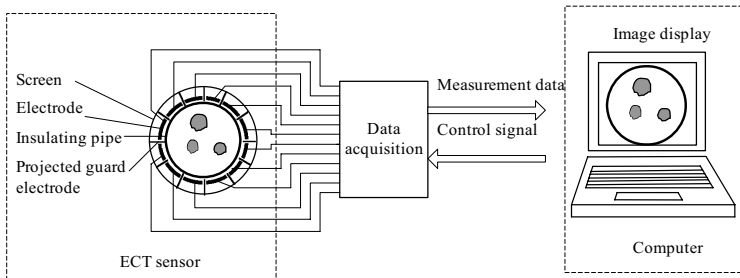 Screen
Electrode
Insulating pipe
Projected guard
electrode
ECT sensor
Data
acquisition
Measurement data
Control signal
Image display
Computer